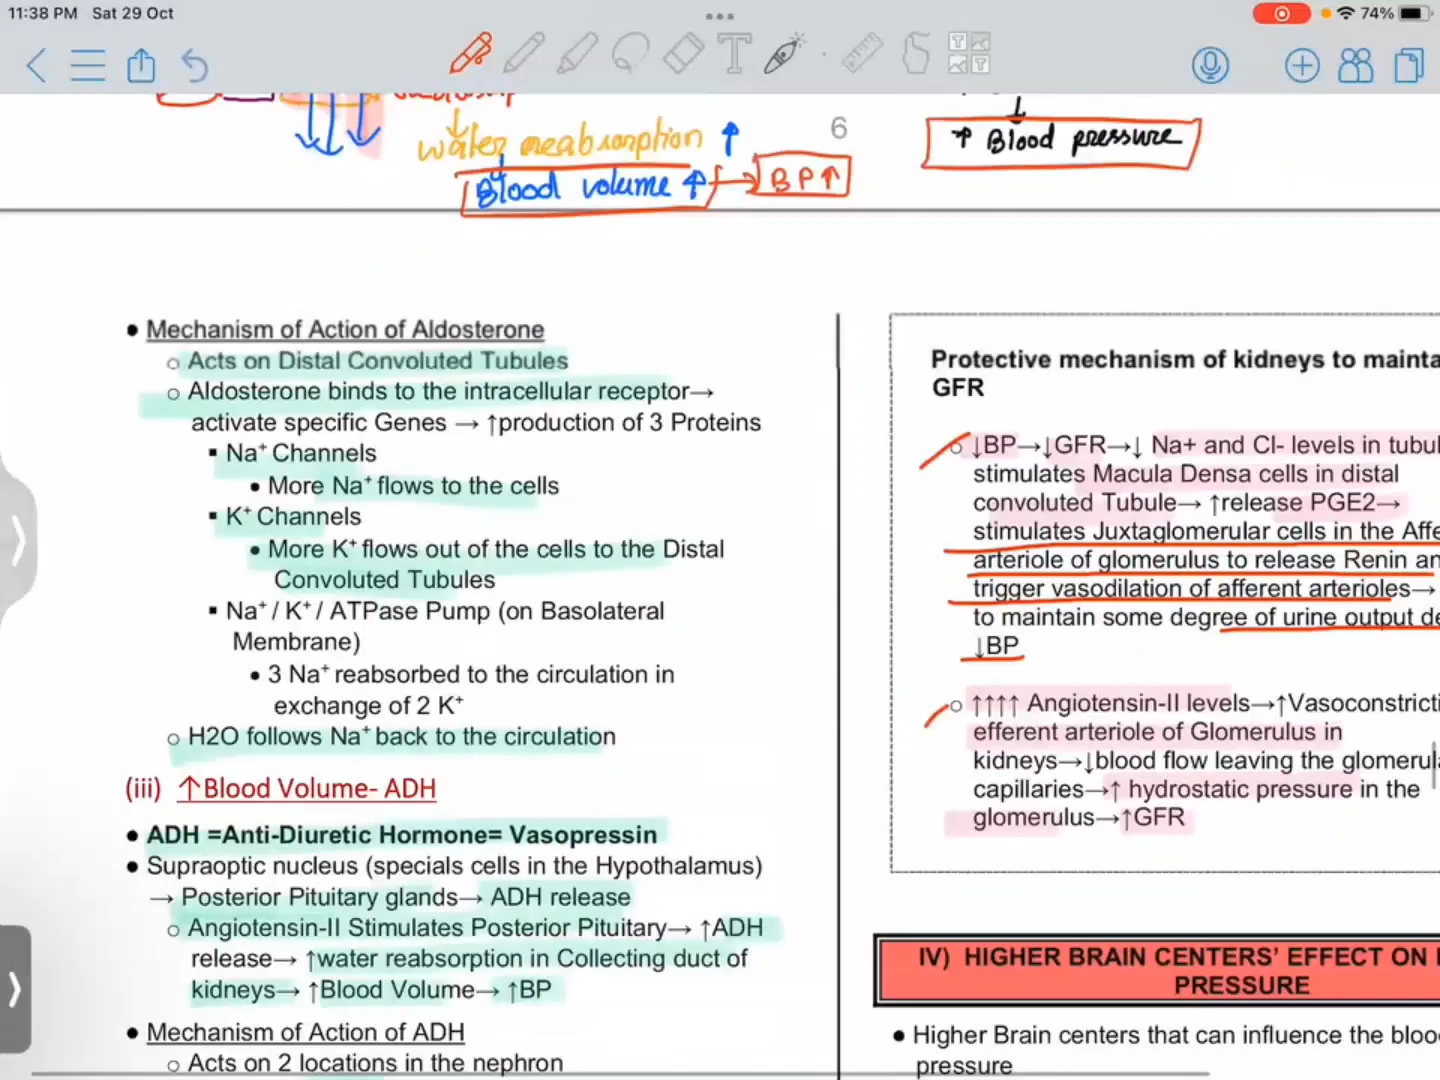 11:38 PM Sat 29 Oct
74%
water reabsorption ↑
6
↑ Blood pressure
Blood volume ↑ → BP↑
● Mechanism of Action of Aldosterone
○ Acts on Distal Convoluted Tubules
○ Aldosterone binds to the intracellular receptor→
activate specific Genes → ↑production of 3 Proteins
▪ Na⁺ Channels
• More Na⁺ flows to the cells
▪ K⁺ Channels
• More K⁺ flows out of the cells to the Distal
Convoluted Tubules
▪ Na⁺ / K⁺ / ATPase Pump (on Basolateral
Membrane)
• 3 Na⁺ reabsorbed to the circulation in
exchange of 2 K⁺
○ H2O follows Na⁺ back to the circulation
(iii) ↑Blood Volume- ADH
● ADH =Anti-Diuretic Hormone= Vasopressin
● Supraoptic nucleus (specials cells in the Hypothalamus)
→ Posterior Pituitary glands→ ADH release
○ Angiotensin-II Stimulates Posterior Pituitary→ ↑ADH
release→ ↑water reabsorption in Collecting duct of
kidneys→ ↑Blood Volume→ ↑BP
● Mechanism of Action of ADH
○ Acts on 2 locations in the nephron
Protective mechanism of kidneys to mainta
GFR
○ ↓BP→↓GFR→↓ Na+ and Cl- levels in tubul
stimulates Macula Densa cells in distal
convoluted Tubule→ ↑release PGE2→
stimulates Juxtaglomerular cells in the Affe
arteriole of glomerulus to release Renin an
trigger vasodilation of afferent arterioles→
to maintain some degree of urine output de
↓BP
○ ↑↑↑↑ Angiotensin-II levels→↑Vasoconstricti
efferent arteriole of Glomerulus in
kidneys→↓blood flow leaving the glomerul
capillaries→↑ hydrostatic pressure in the
glomerulus→↑GFR
IV) HIGHER BRAIN CENTERS' EFFECT ON
PRESSURE
● Higher Brain centers that can influence the bloo
pressure